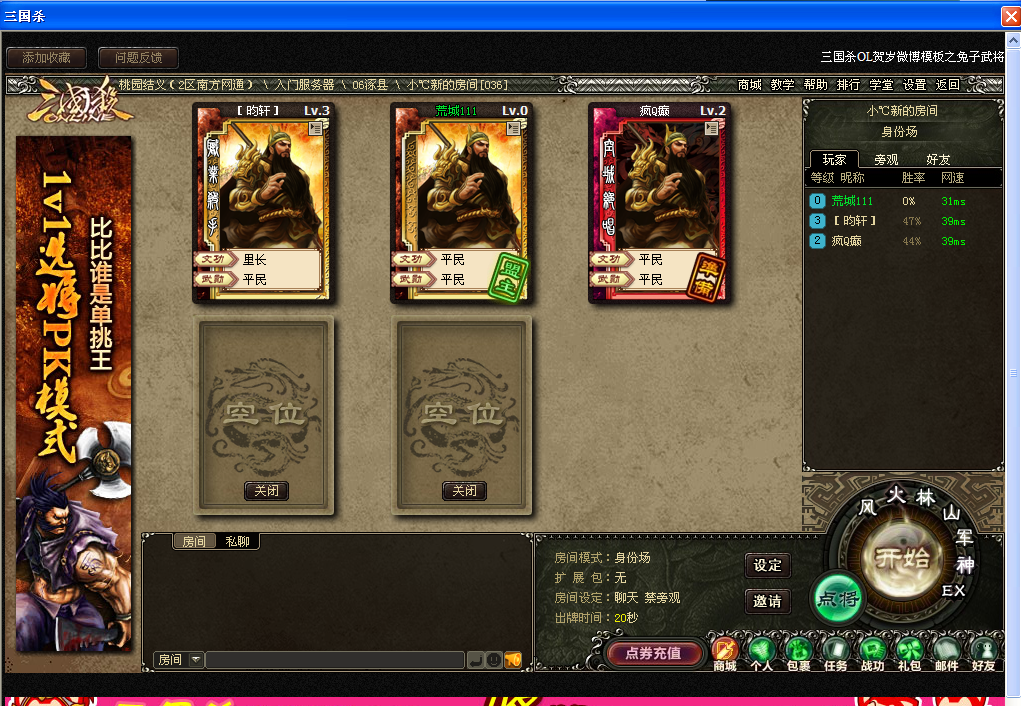 三国杀
添加收藏 问题反馈
三国杀OL贺岁微博模板之兔子武将
三国杀
桃园结义（2区南方网通） \ 入门服务器 \ 06涿县 \ 小℃新的房间[036]
商城 教学 帮助 排行 学堂 设置 返回
[ 昀轩 ] Lv.3
文功 里长
武勋 平民
荒城111 Lv.0
文功 平民
武勋 平民
盟主
疯Q癫 Lv.2
文功 平民
武勋 平民
准备
小℃新的房间
身份场
玩家 旁观 好友
等级 昵称 胜率 网速
0 荒城111 0% 31ms
3 [ 昀轩 ] 47% 39ms
2 疯Q癫 44% 39ms
1v1选将PK模式
比比谁是单挑王
空位
关闭
空位
关闭
房间 私聊
房间
房间模式：身份场
扩 展 包：无
房间设定：聊天 禁旁观
出牌时间：20秒
设定
邀请
风 火 林 山 军 神 EX
开始
点将
点券充值
商城 个人 包裹 任务 战功 礼包 邮件 好友